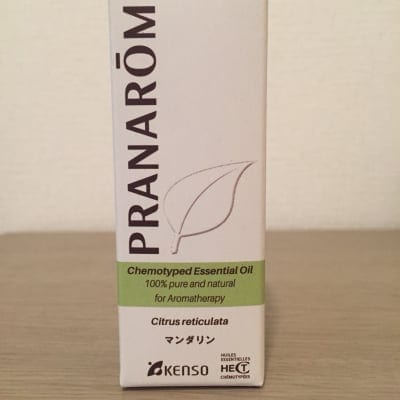 PRANARŌM
Chemotyped Essential Oil
100% pure and natural
for Aromatherapy
Citrus reticulata
マンダリン
KENSO
HUILES
ESSENTIELLES
HECT
CHÉMOTYPÉES